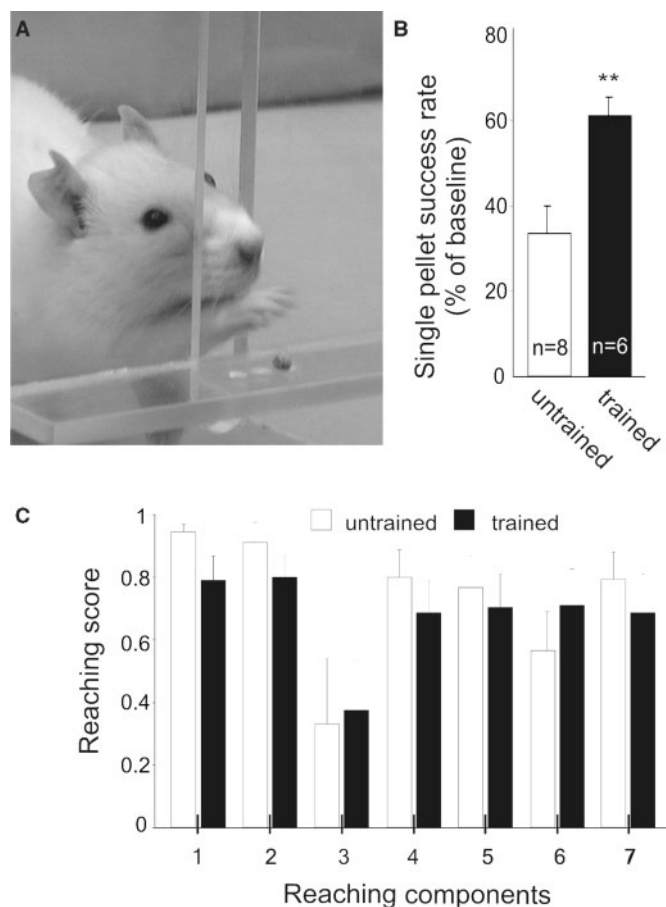 A
B
Single pellet success rate
(% of baseline)
80
60
40
20
0
**
n=8
n=6
untrained
trained
C
untrained
trained
Reaching score
1
0.8
0.6
0.4
0.2
0
1 2 3 4 5 6 7
Reaching components